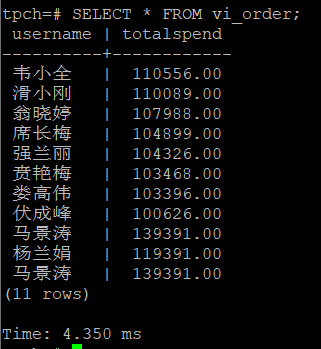 tpch=# SELECT * FROM vi_order;
username | totalspend
----------+------------
韦小全 | 110556.00
滑小刚 | 110089.00
翁晓婷 | 107988.00
席长梅 | 104899.00
强兰丽 | 104326.00
贲艳梅 | 103468.00
娄高伟 | 103396.00
伏成峰 | 100626.00
马景涛 | 139391.00
杨兰娟 | 119391.00
马景涛 | 139391.00
(11 rows)
Time: 4.350 ms